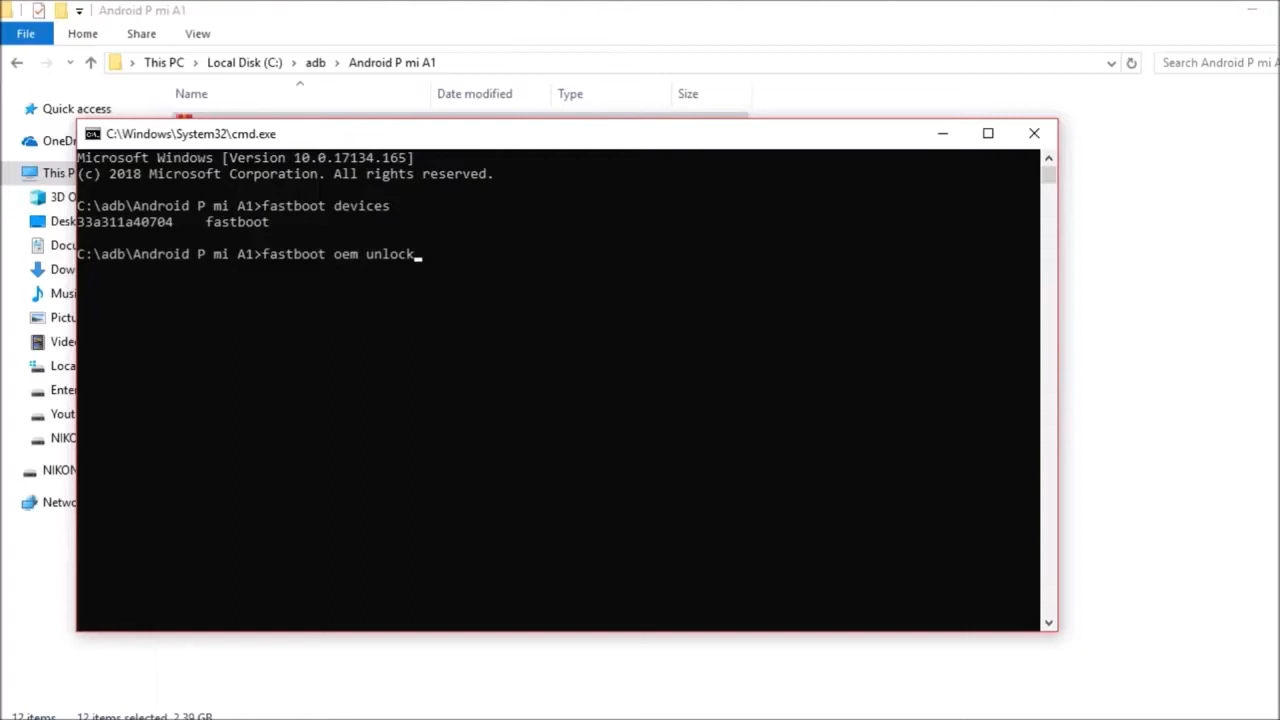 Android P mi A1
File Home Share View
This PC > Local Disk (C:) > adb > Android P mi A1
Search Android P mi A
Name Date modified Type Size
Quick access
OneDr
This P
3D O
Desk
Docu
Dow
Music
Pictu
Video
Loca
Enter
Yout
NIKO
NIKON
Netwo
C:\Windows\System32\cmd.exe
Microsoft Windows [Version 10.0.17134.165]
(c) 2018 Microsoft Corporation. All rights reserved.
C:\adb\Android P mi A1>fastboot devices
33a311a40704 fastboot
C:\adb\Android P mi A1>fastboot oem unlock_
12 items 12 items selected 2.39 GB